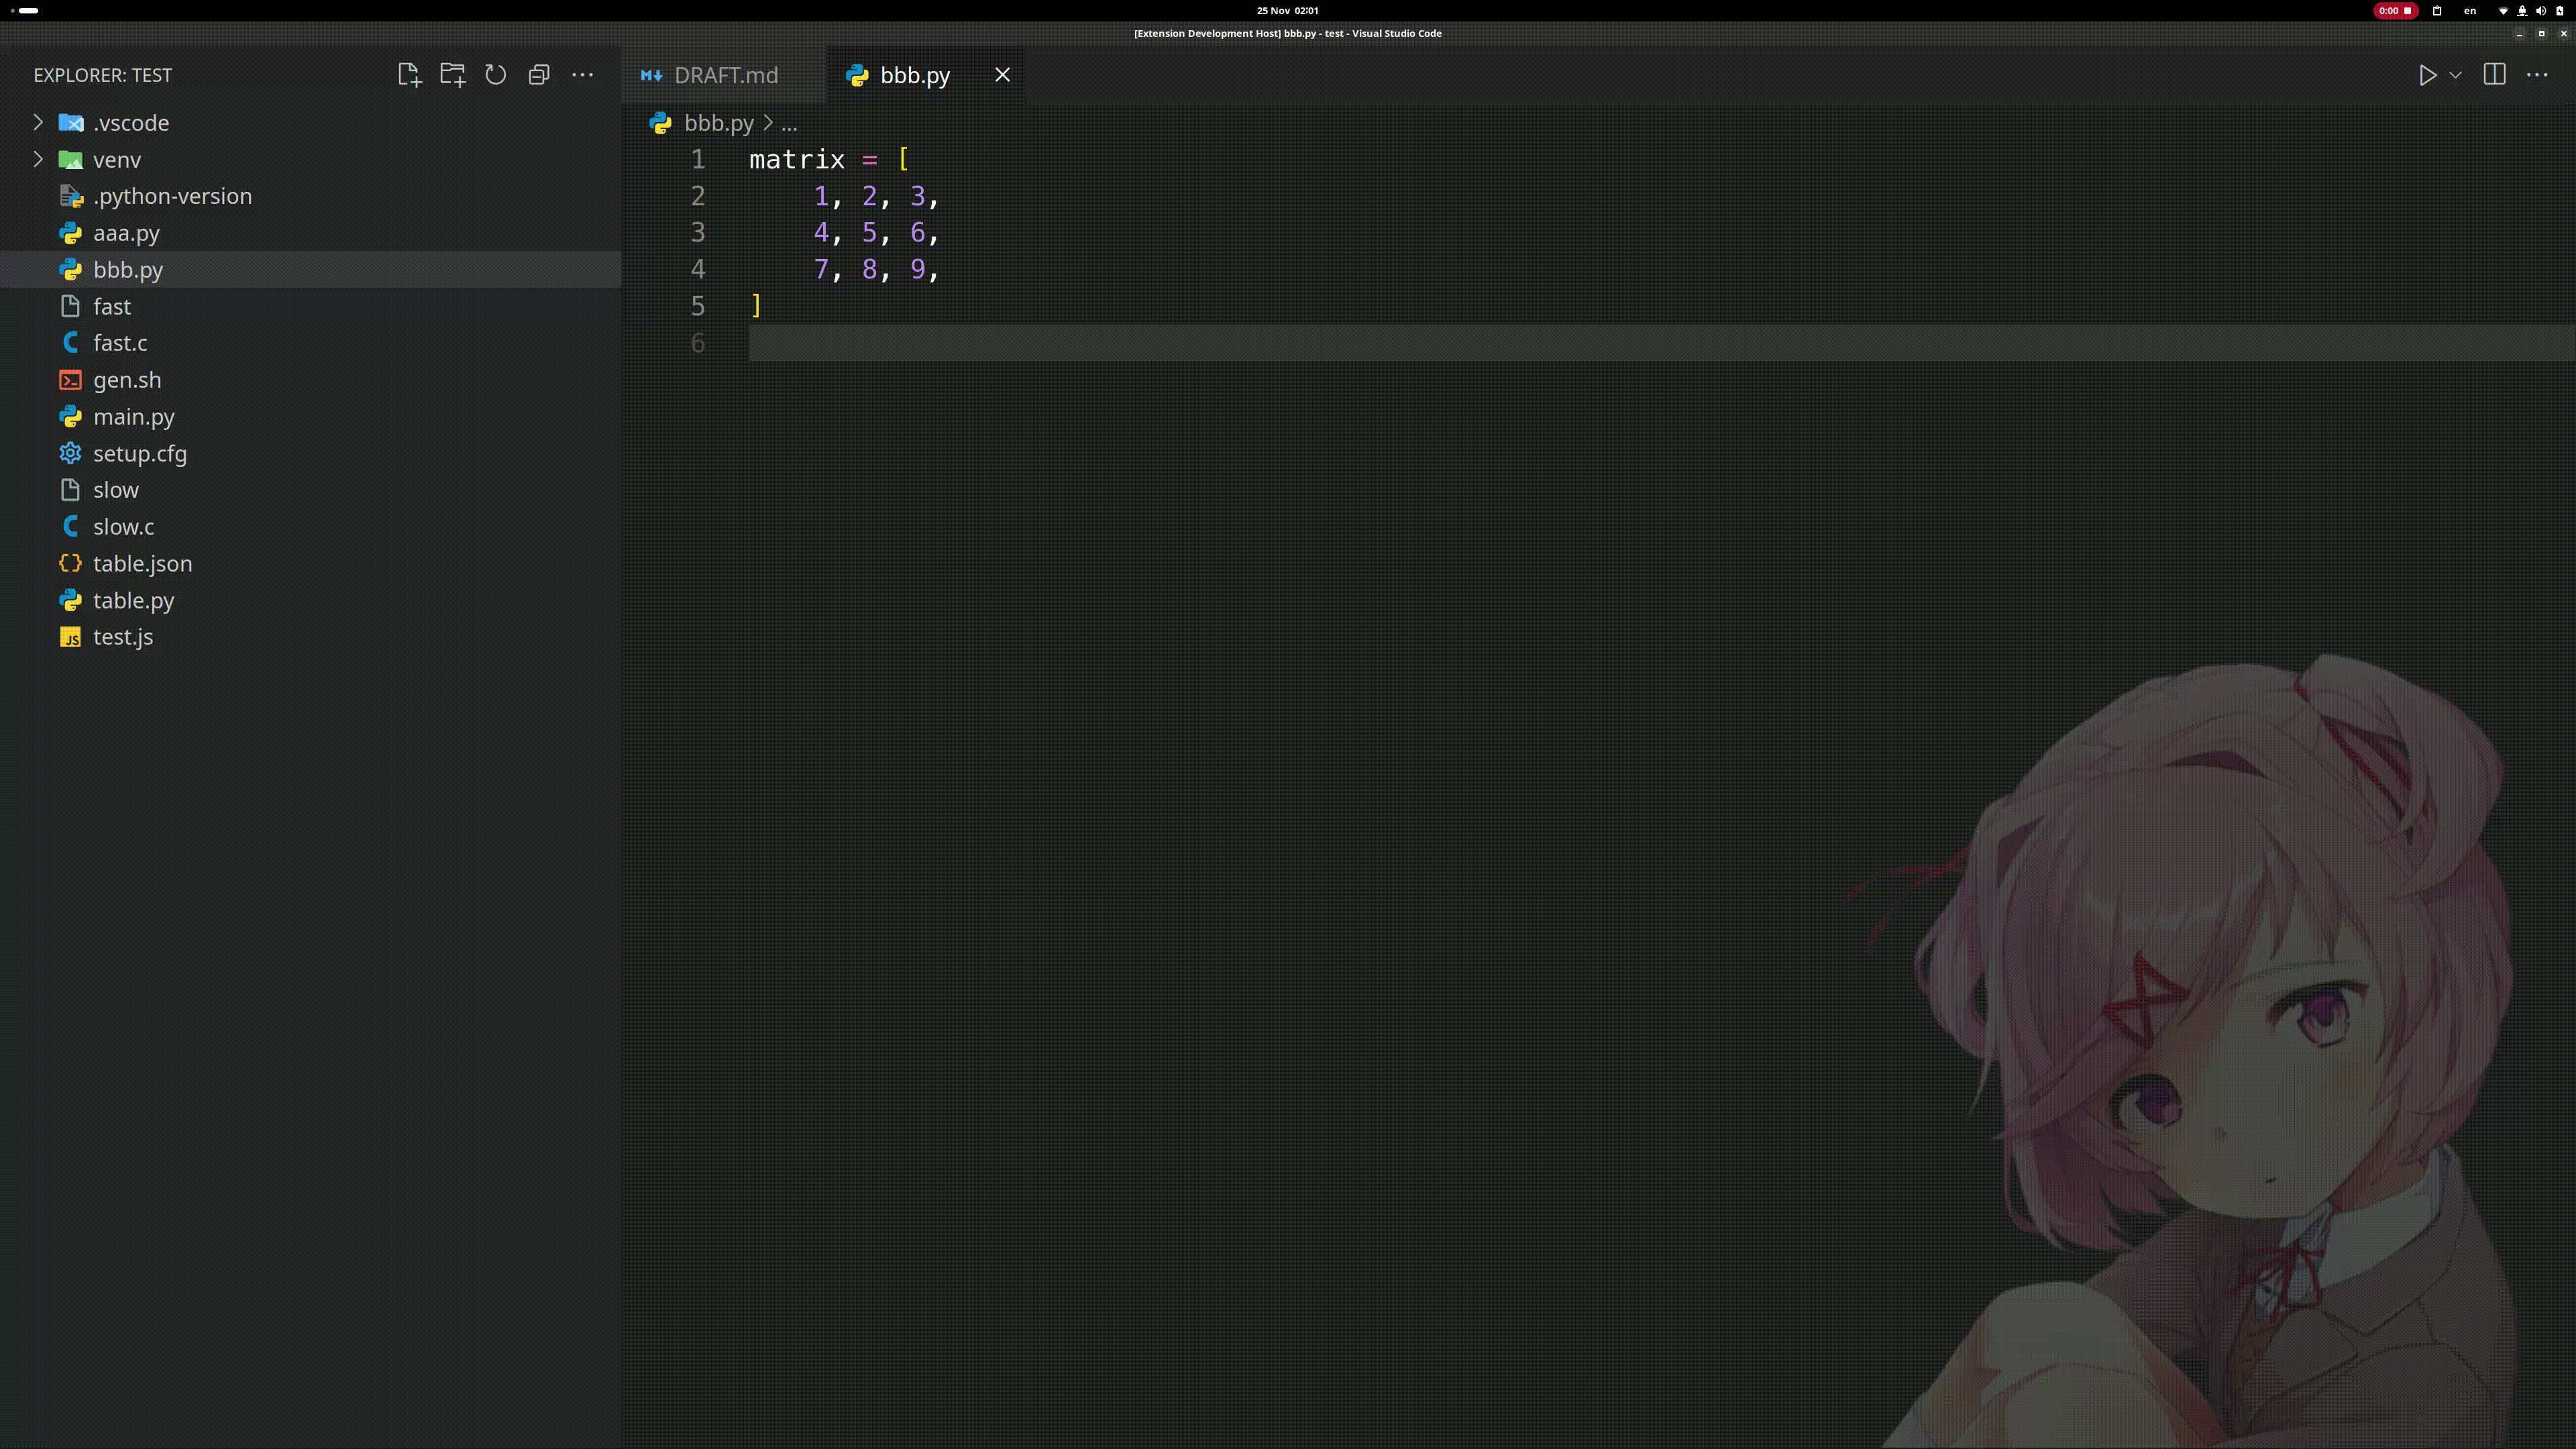 25 Nov 02:01
0:00
en
[Extension Development Host] bbb.py - test - Visual Studio Code
EXPLORER: TEST
.vscode
venv
.python-version
aaa.py
bbb.py
fast
fast.c
gen.sh
main.py
setup.cfg
slow
slow.c
table.json
table.py
JS test.js
DRAFT.md
bbb.py
bbb.py > ...
1 matrix = [
2     1, 2, 3,
3     4, 5, 6,
4     7, 8, 9,
5 ]
6